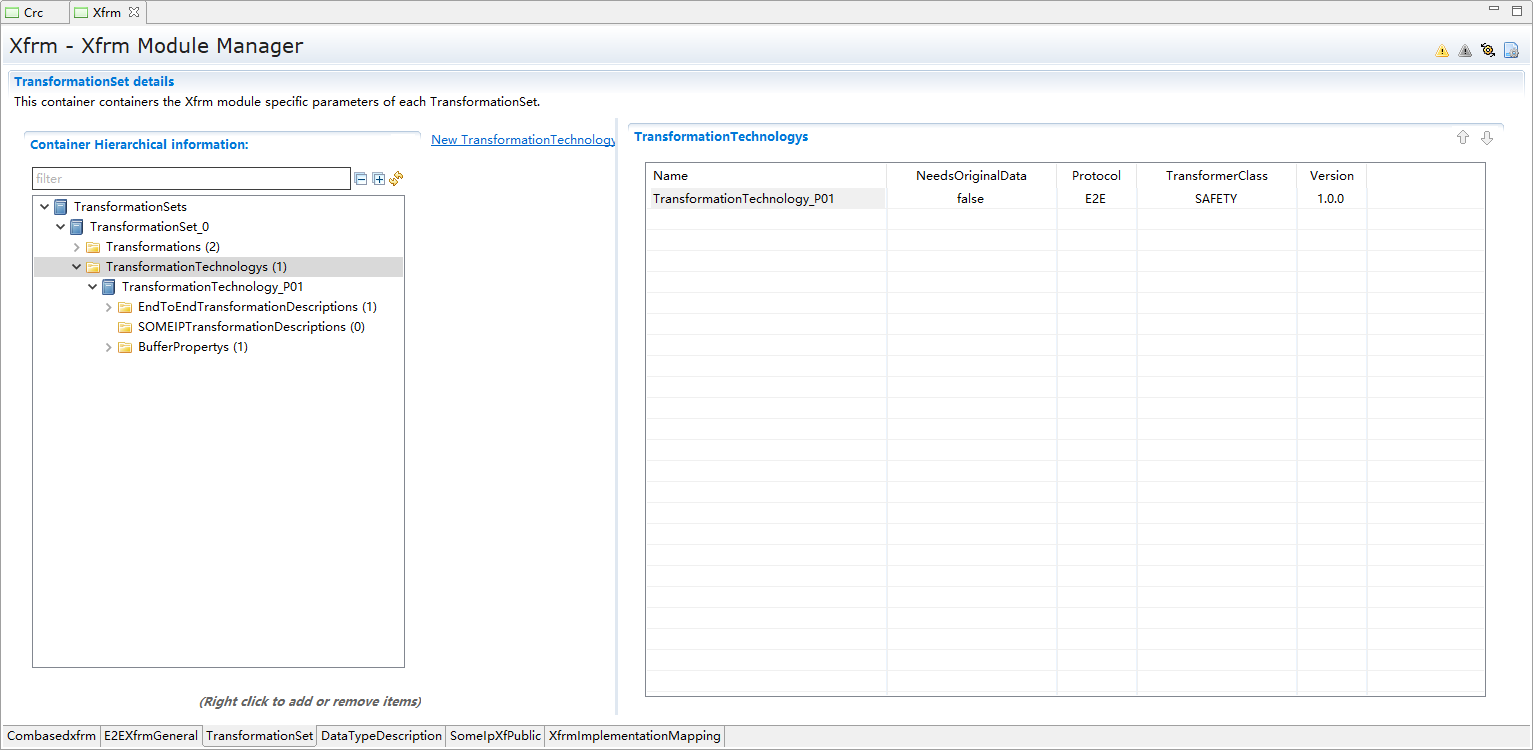 Crc
Xfrm
Xfrm - Xfrm Module Manager
TransformationSet details
This container containers the Xfrm module specific parameters of each TransformationSet.
Container Hierarchical information:
filter
TransformationSets
TransformationSet_0
Transformations (2)
TransformationTechnologys (1)
TransformationTechnology_P01
EndToEndTransformationDescriptions (1)
SOMEIPTransformationDescriptions (0)
BufferPropertys (1)
(Right click to add or remove items)
New TransformationTechnology
TransformationTechnologys
Name NeedsOriginalData Protocol TransformerClass Version
TransformationTechnology_P01 false E2E SAFETY 1.0.0
Combasedxfrm E2EXfrmGeneral TransformationSet DataTypeDescription SomeIpXfPublic XfrmImplementationMapping